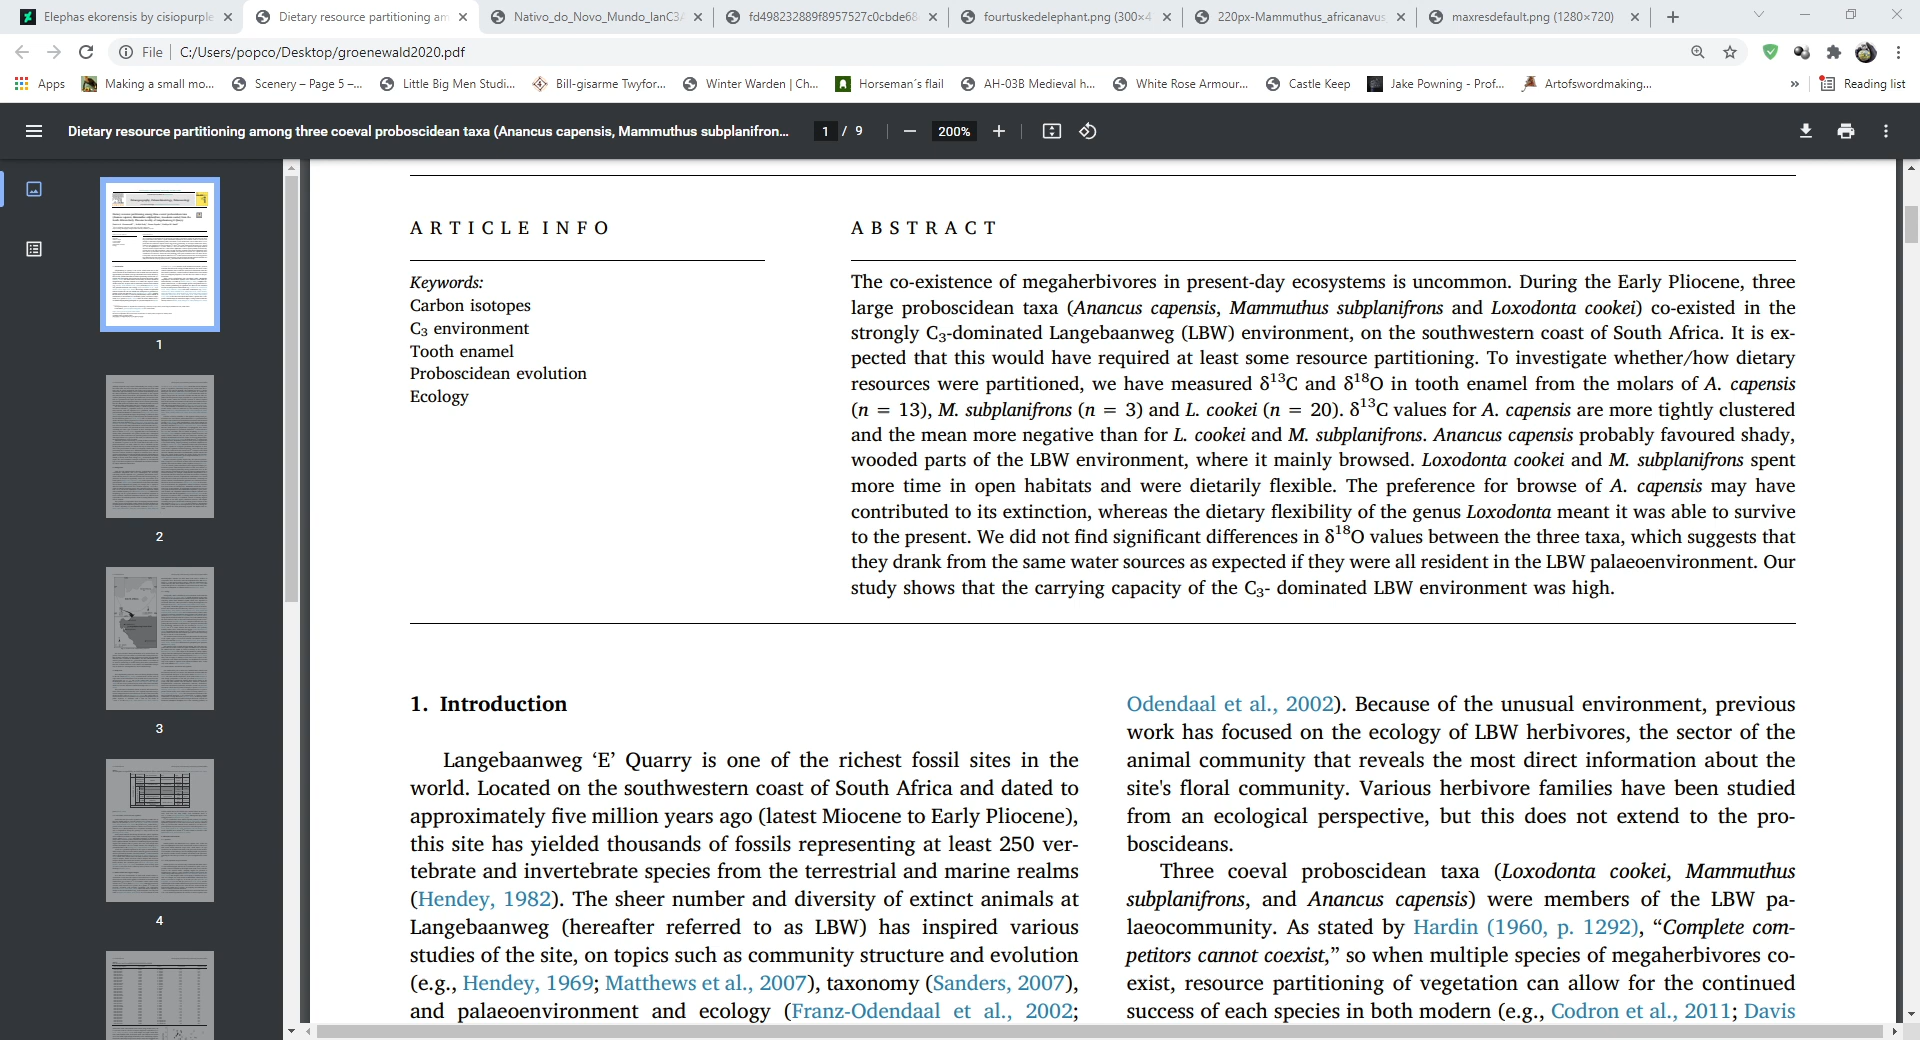 Elephas ekorensis by cisiopurple
Dietary resource partitioning am
Nativo_do_Novo_Mundo_IanC3
fd498232889f8957527c0cbde68
fourtuskedelephant.png (300×4
220px-Mammuthus_africanavus
maxresdefault.png (1280×720)
File | C:/Users/popco/Desktop/groenewald2020.pdf
Apps
Making a small mo...
Scenery – Page 5 –...
Little Big Men Studi...
Bill-gisarme Twyfor...
Winter Warden | Ch...
Horseman´s flail
AH-03B Medieval h...
White Rose Armour...
Castle Keep
Jake Powning - Prof...
Artofswordmaking...
»
Reading list
Dietary resource partitioning among three coeval proboscidean taxa (Anancus capensis, Mammuthus subplanifron...
1 / 9
200%
1
2
3
4
ARTICLE INFO
Keywords:
Carbon isotopes
C3 environment
Tooth enamel
Proboscidean evolution
Ecology
ABSTRACT
The co-existence of megaherbivores in present-day ecosystems is uncommon. During the Early Pliocene, three
large proboscidean taxa (Anancus capensis, Mammuthus subplanifrons and Loxodonta cookei) co-existed in the
strongly C3-dominated Langebaanweg (LBW) environment, on the southwestern coast of South Africa. It is ex-
pected that this would have required at least some resource partitioning. To investigate whether/how dietary
resources were partitioned, we have measured δ13C and δ18O in tooth enamel from the molars of A. capensis
(n = 13), M. subplanifrons (n = 3) and L. cookei (n = 20). δ13C values for A. capensis are more tightly clustered
and the mean more negative than for L. cookei and M. subplanifrons. Anancus capensis probably favoured shady,
wooded parts of the LBW environment, where it mainly browsed. Loxodonta cookei and M. subplanifrons spent
more time in open habitats and were dietarily flexible. The preference for browse of A. capensis may have
contributed to its extinction, whereas the dietary flexibility of the genus Loxodonta meant it was able to survive
to the present. We did not find significant differences in δ18O values between the three taxa, which suggests that
they drank from the same water sources as expected if they were all resident in the LBW palaeoenvironment. Our
study shows that the carrying capacity of the C3- dominated LBW environment was high.
1. Introduction
Langebaanweg ‘E’ Quarry is one of the richest fossil sites in the
world. Located on the southwestern coast of South Africa and dated to
approximately five million years ago (latest Miocene to Early Pliocene),
this site has yielded thousands of fossils representing at least 250 ver-
tebrate and invertebrate species from the terrestrial and marine realms
(Hendey, 1982). The sheer number and diversity of extinct animals at
Langebaanweg (hereafter referred to as LBW) has inspired various
studies of the site, on topics such as community structure and evolution
(e.g., Hendey, 1969; Matthews et al., 2007), taxonomy (Sanders, 2007),
and palaeoenvironment and ecology (Franz-Odendaal et al., 2002;
Odendaal et al., 2002). Because of the unusual environment, previous
work has focused on the ecology of LBW herbivores, the sector of the
animal community that reveals the most direct information about the
site's floral community. Various herbivore families have been studied
from an ecological perspective, but this does not extend to the pro-
boscideans.
Three coeval proboscidean taxa (Loxodonta cookei, Mammuthus
subplanifrons, and Anancus capensis) were members of the LBW pa-
laeocommunity. As stated by Hardin (1960, p. 1292), “Complete com-
petitors cannot coexist,” so when multiple species of megaherbivores co-
exist, resource partitioning of vegetation can allow for the continued
success of each species in both modern (e.g., Codron et al., 2011; Davis